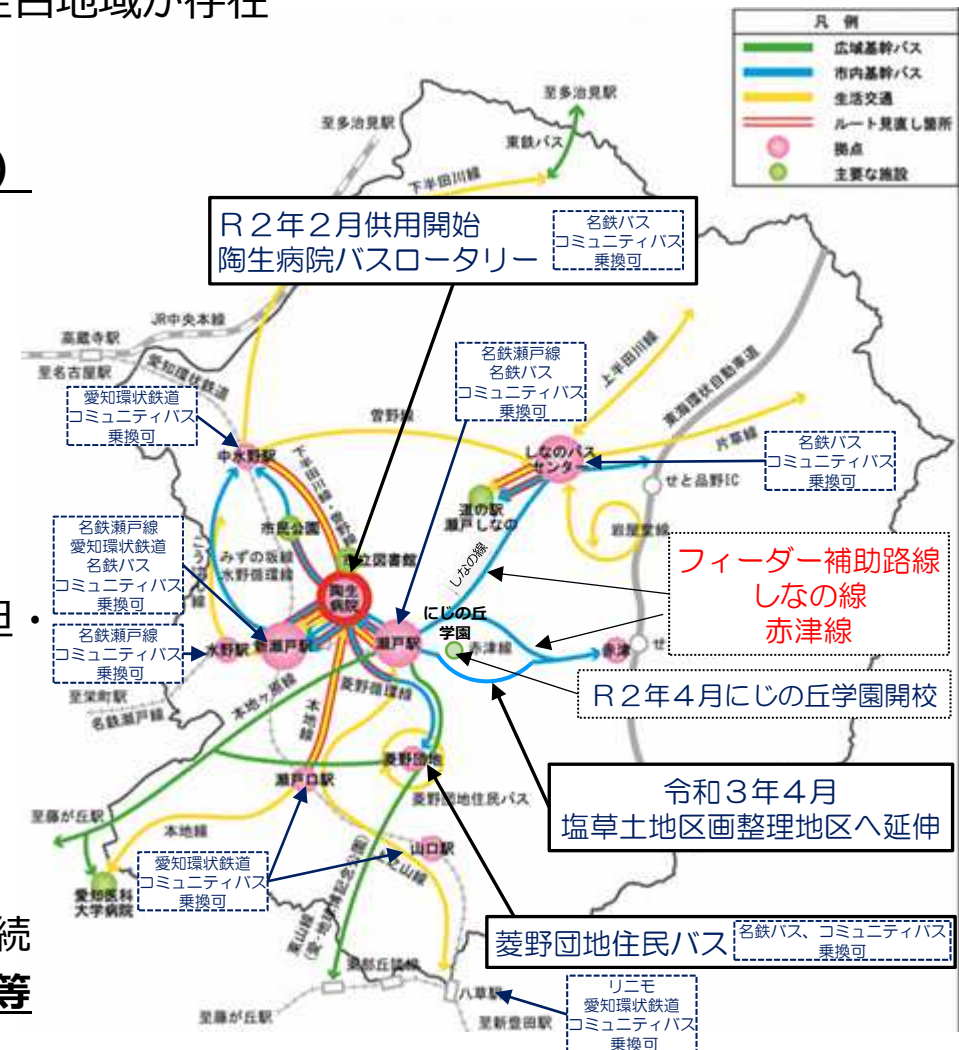 空白地域が存在
)
担・
続
等
凡 例
広域基幹バス
市内基幹バス
生活交通
ルート見直し箇所
拠点
主要な施設
至多治見駅
至多治見駅
東鉄バス
下半田川線
R2年2月供用開始
陶生病院バスロータリー
名鉄バス
コミュニティバス
乗換可
JR中央本線
高蔵寺駅
至名古屋駅
愛知環状鉄道
愛知環状鉄道
コミュニティバス
乗換可
名鉄瀬戸線
名鉄バス
コミュニティバス
乗換可
上半田川線
東海環状自動車道
曽野線
片草線
中水野駅
しなのバス
センター
名鉄バス
コミュニティバス
乗換可
せと品野IC
道の駅
瀬戸しなの
岩屋堂線
市民公園
名鉄瀬戸線
愛知環状鉄道
名鉄バス
コミュニティバス
乗換可
みずの坂線
水野循環線
市立図書館
しなの線
陶生
病院
フィーダー補助路線
しなの線
赤津線
にじの丘
学園
名鉄瀬戸線
コミュニティバス
乗換可
水野駅
新瀬戸駅
瀬戸駅
赤津線
赤津
せ
R2年4月にじの丘学園開校
至栄町駅
名鉄瀬戸線
本地ヶ原線
本地線
菱野循環線
菱野団地
瀬戸口駅
菱野団地住民バス
令和3年4月
塩草土地区画整理地区へ延伸
至藤が丘駅
本地線
山口駅
愛知環状鉄道
コミュニティバス
乗換可
愛知医科
大学病院
菱野団地住民バス
名鉄バス、コミュニティバス
乗換可
八草駅
リニモ
愛知環状鉄道
コミュニティバス
乗換可
至藤が丘駅
至新豊田駅